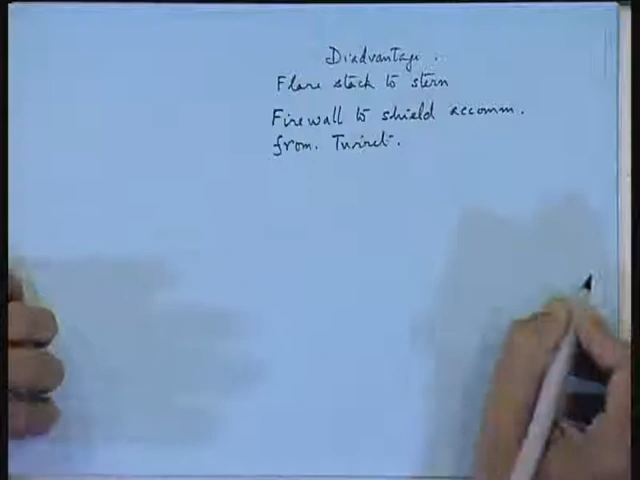 Disadvantage.
Flare stack to stern
Firewall to shield accomm.
from. Turret.